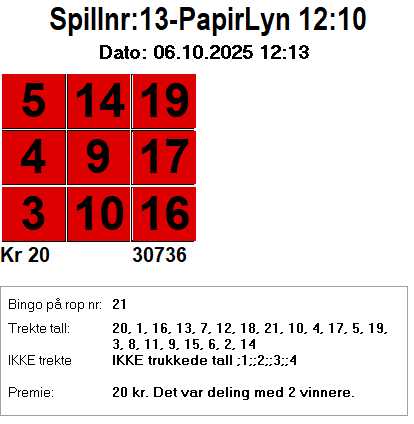 Spillnr:13-PapirLyn 12:10
Dato: 06.10.2025 12:13
5 14 19
4 9 17
3 10 16
Kr 20 30736
Bingo på rop nr: 21
Trekte tall: 20, 1, 16, 13, 7, 12, 18, 21, 10, 4, 17, 5, 19,
3, 8, 11, 9, 15, 6, 2, 14
IKKE trekte IKKE trukkede tall ;1;;2;;3;;4
Premie: 20 kr. Det var deling med 2 vinnere.